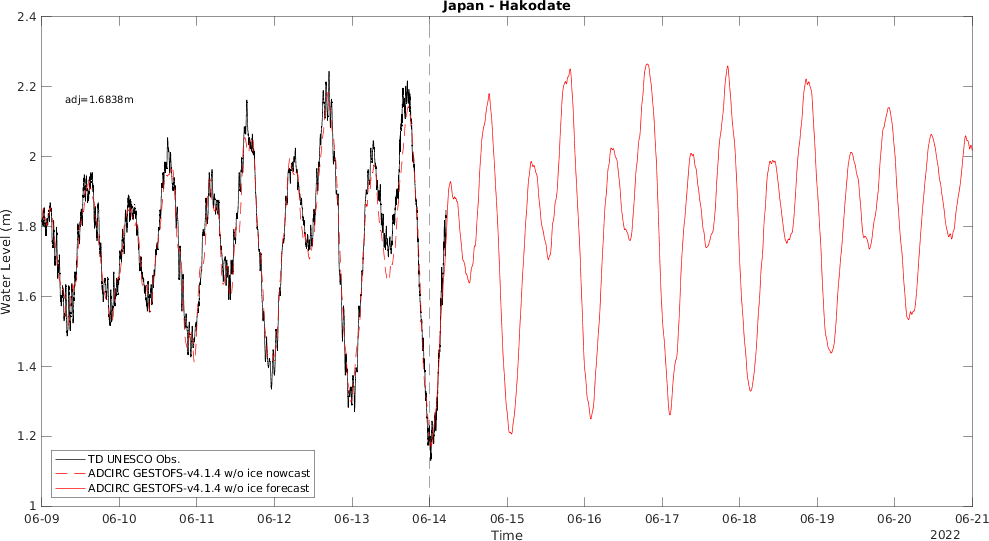 Japan - Hakodate
2.4
2.2
2
1.8
1.6
1.4
1.2
1
Water Level (m)
adj=1.6838m
TD UNESCO Obs.
ADCIRC GESTOFS-v4.1.4 w/o ice nowcast
ADCIRC GESTOFS-v4.1.4 w/o ice forecast
06-09 06-10 06-11 06-12 06-13 06-14 06-15 06-16 06-17 06-18 06-19 06-20 06-21
Time
2022